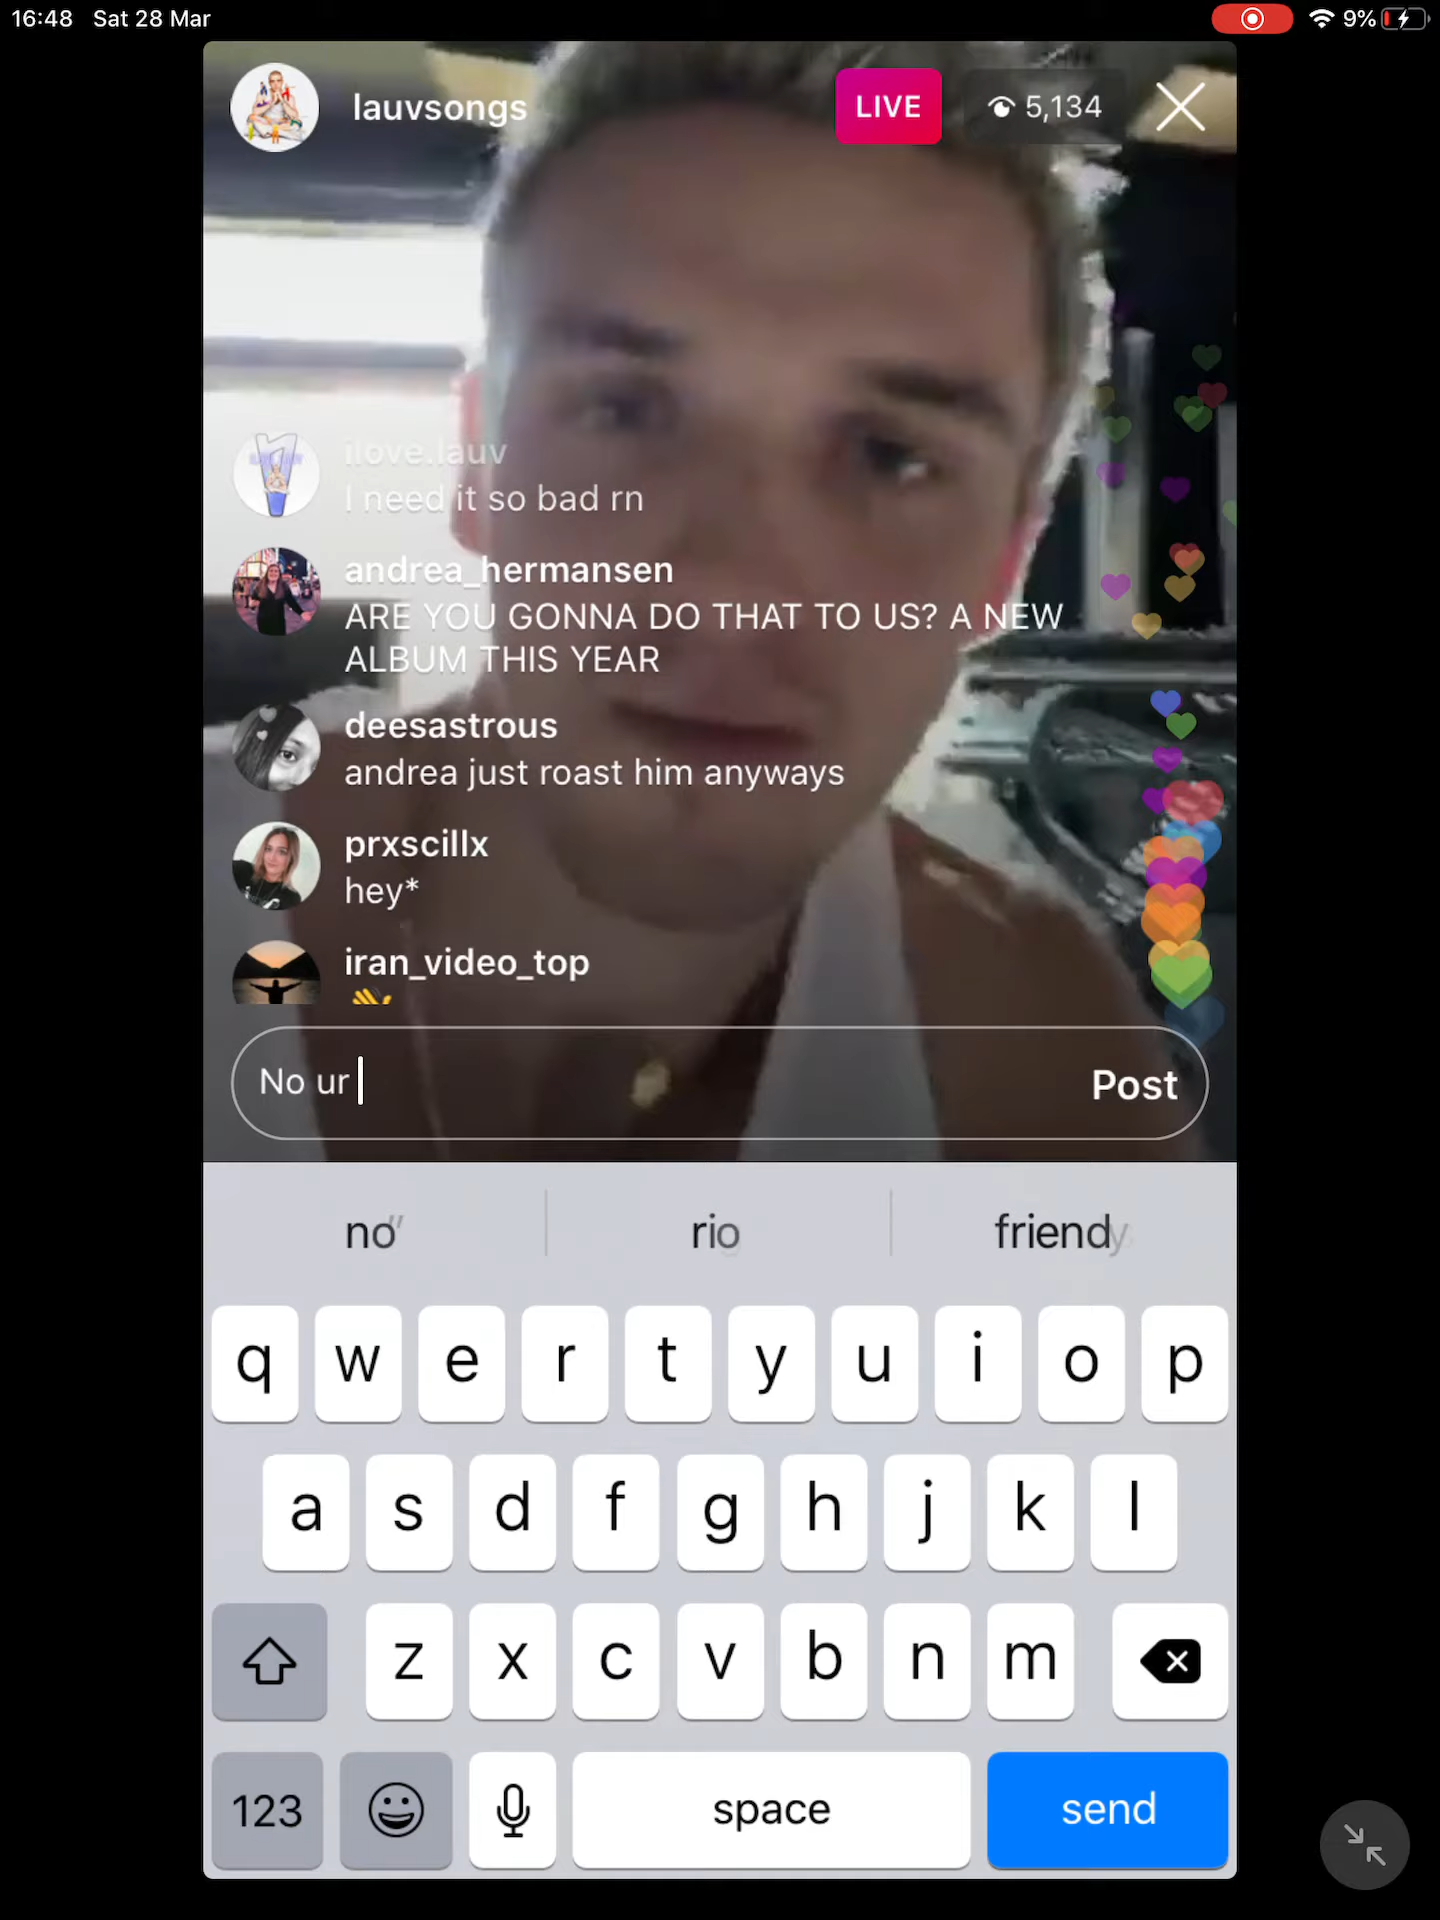 16:48 Sat 28 Mar 9%
lauvsongs LIVE 5,134
ilove.lauv
I need it so bad rn
andrea_hermansen
ARE YOU GONNA DO THAT TO US? A NEW
ALBUM THIS YEAR
deesastrous
andrea just roast him anyways
prxscillx
hey*
iran_video_top
👋
No ur Post
no rio friend
q w e r t y u i o p
a s d f g h j k l
z x c v b n m
123 space send